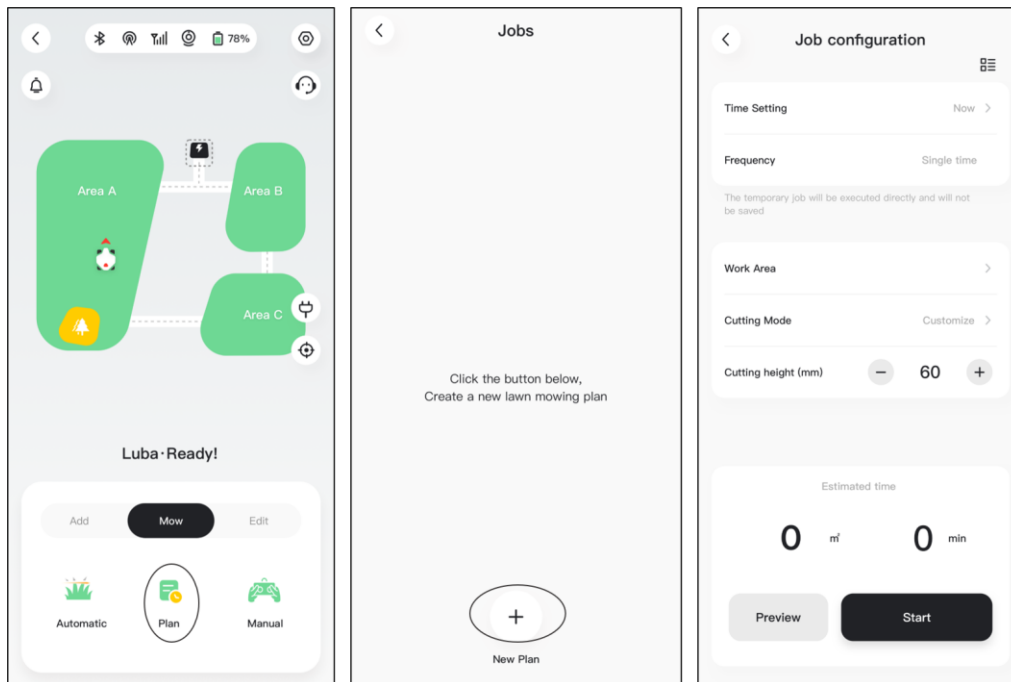 78%
Area A
Area B
Area C
Luba·Ready!
Add
Mow
Edit
Automatic
Plan
Manual
Jobs
Click the button below,
Create a new lawn mowing plan
New Plan
Job configuration
Time Setting
Now
Frequency
Single time
The temporary job will be executed directly and will not
be saved
Work Area
Cutting Mode
Customize
Cutting height (mm)
60
Estimated time
0 ㎡
0 min
Preview
Start